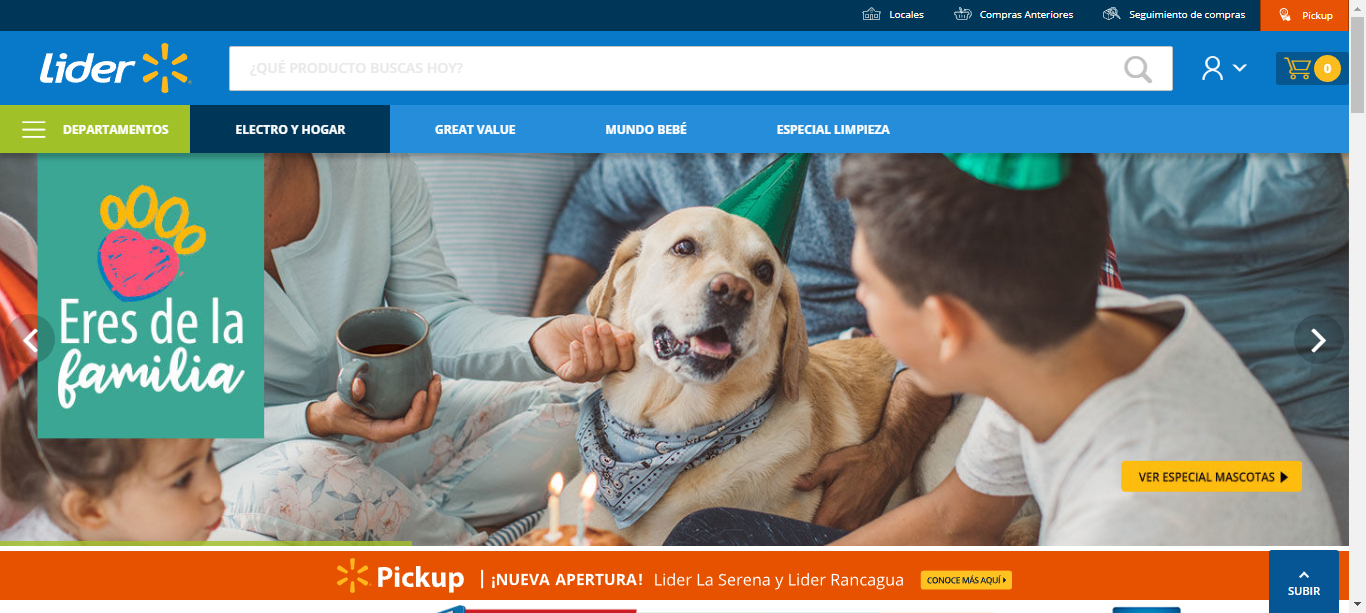 Locales
Compras Anteriores
Seguimiento de compras
Pickup
Lider
¿QUÉ PRODUCTO BUSCAS HOY?
0
DEPARTAMENTOS
ELECTRO Y HOGAR
GREAT VALUE
MUNDO BEBÉ
ESPECIAL LIMPIEZA
Eres de la
familia
VER ESPECIAL MASCOTAS
Pickup | ¡NUEVA APERTURA! Lider La Serena y Lider Rancagua
CONOCE MÁS AQUÍ
SUBIR